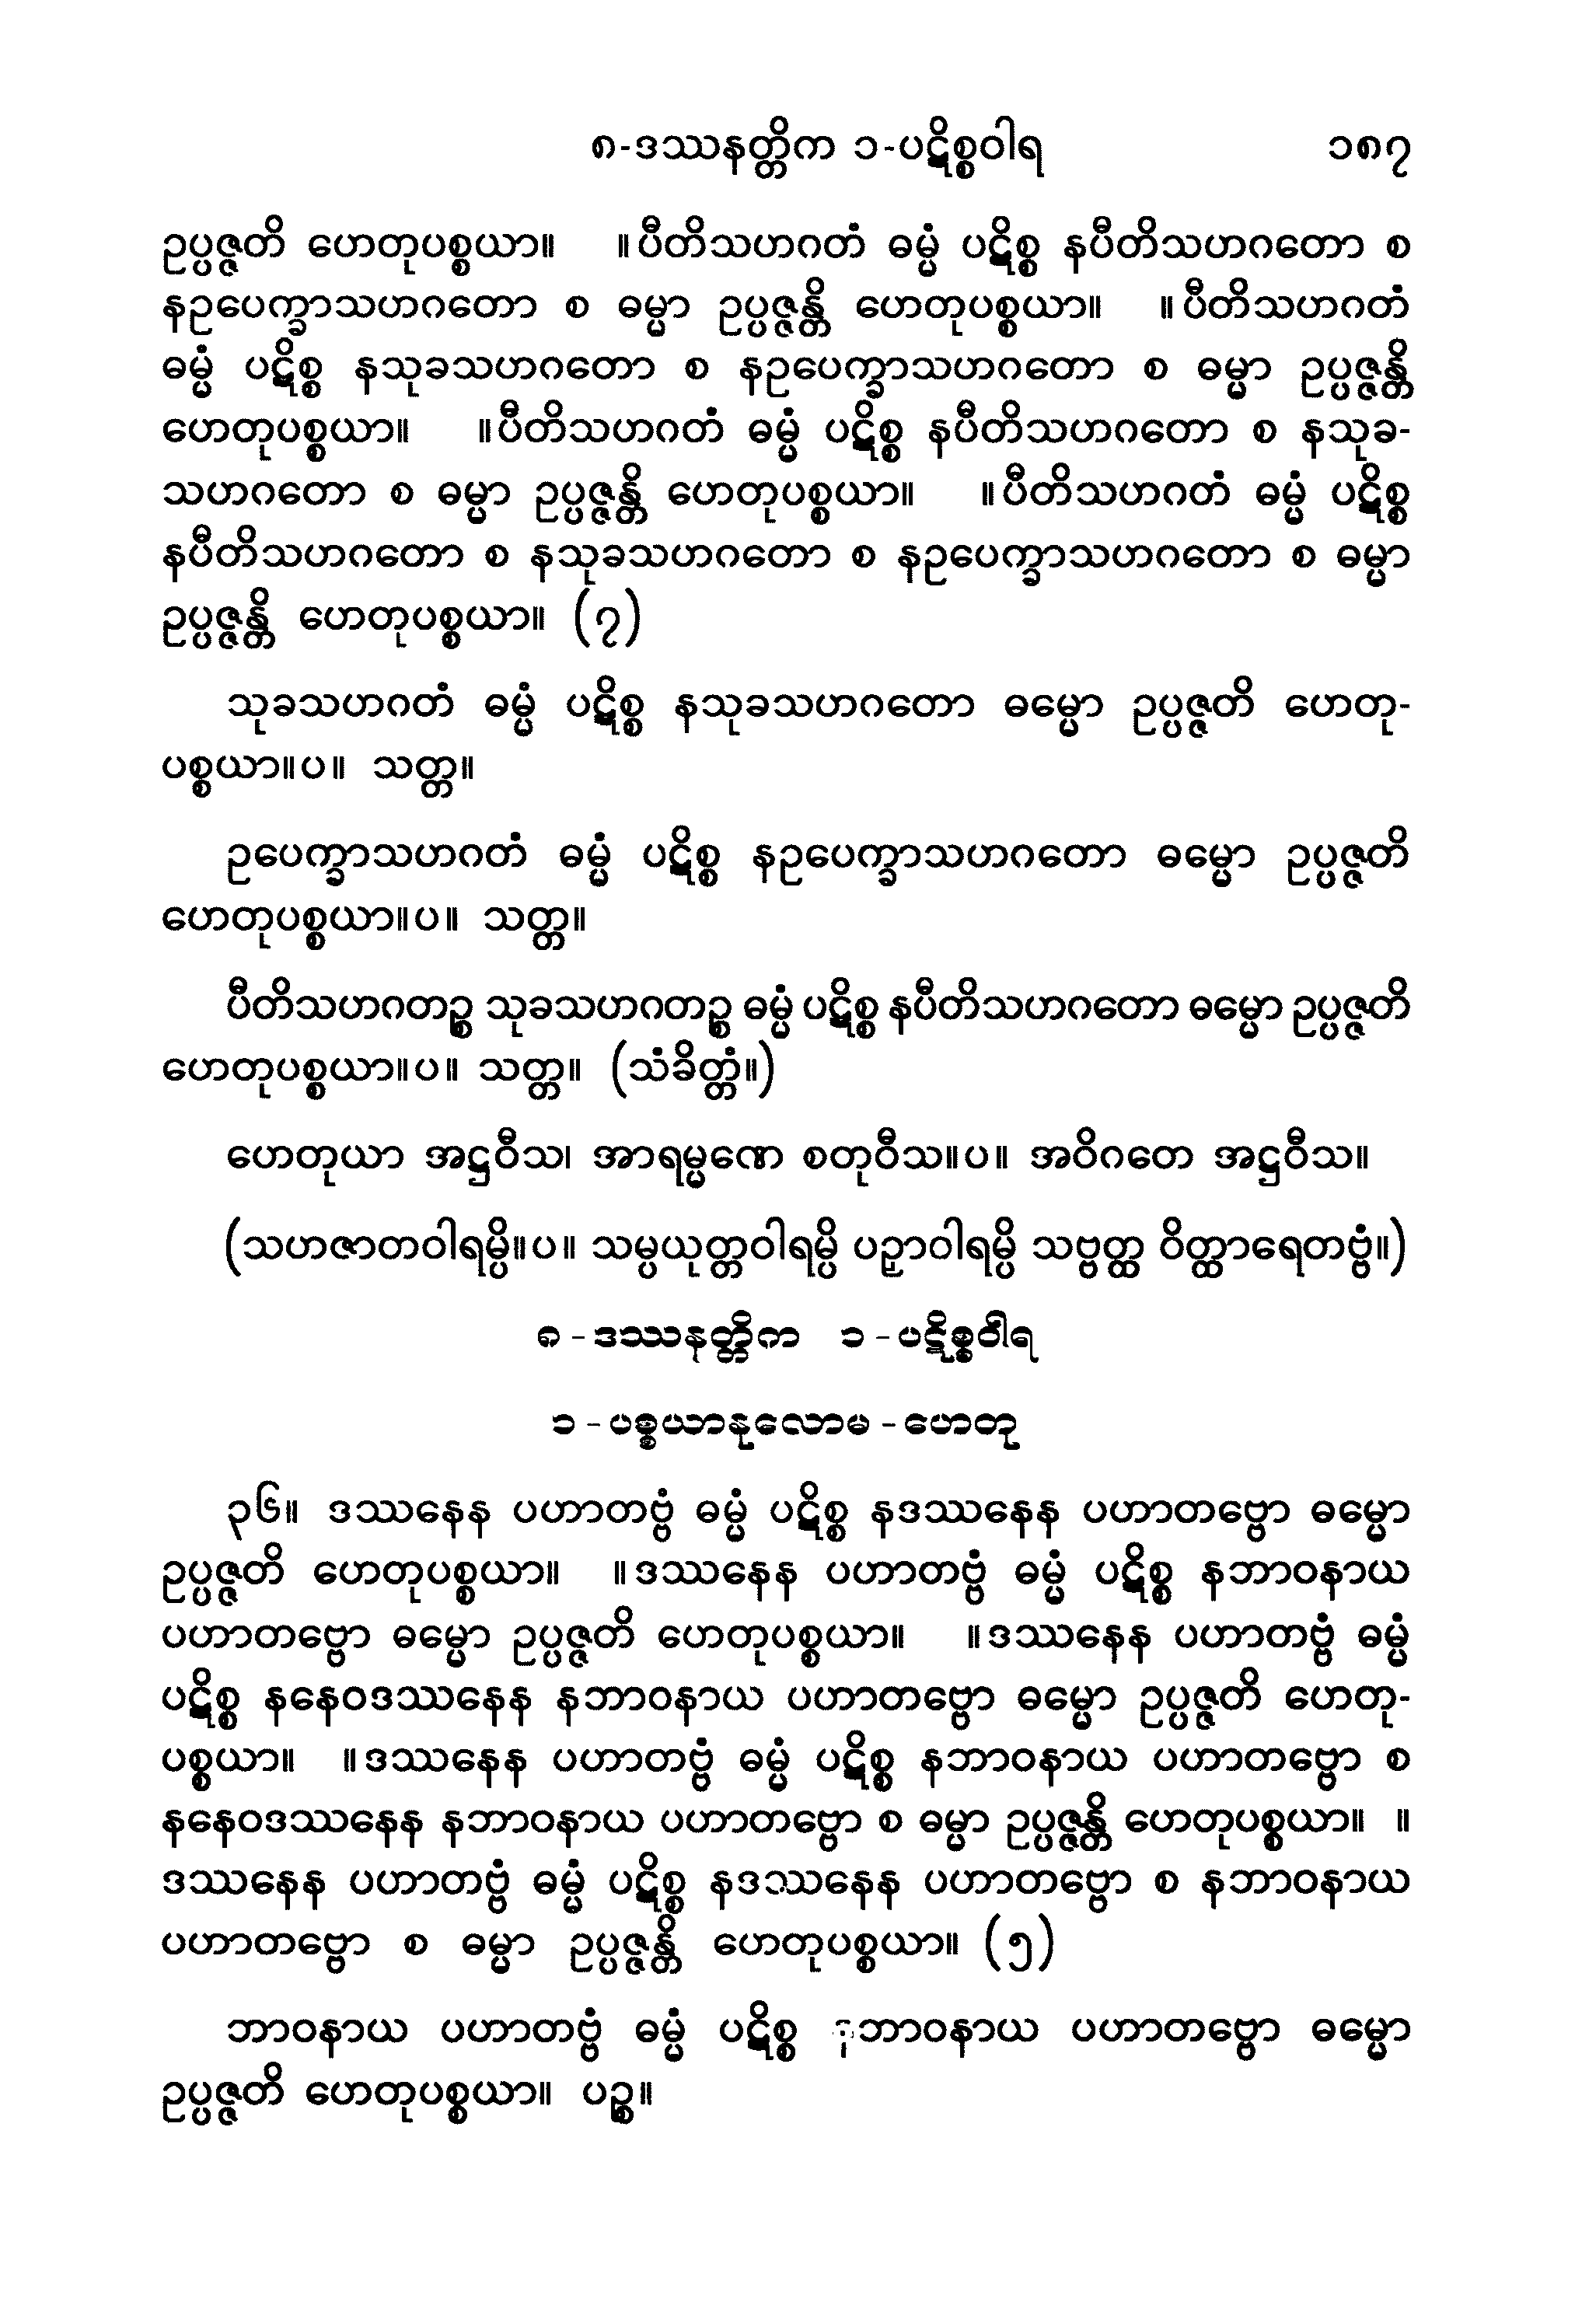 ၈-ဒဿနတ္တိက ၁-ပဋိစ္စဝါရ ၁၈၇
ဥပ္ပဇ္ဇတိ ဟေတုပစ္စယာ။ ။ပီတိသဟဂတံ ဓမ္မံ ပဋိစ္စ နပီတိသဟဂတော စ
နဥပေက္ခာသဟဂတော စ ဓမ္မာ ဥပ္ပဇ္ဇန္တိ ဟေတုပစ္စယာ။ ။ပီတိသဟဂတံ
ဓမ္မံ ပဋိစ္စ နသုခသဟဂတော စ နဥပေက္ခာသဟဂတော စ ဓမ္မာ ဥပ္ပဇ္ဇန္တိ
ဟေတုပစ္စယာ။ ။ပီတိသဟဂတံ ဓမ္မံ ပဋိစ္စ နပီတိသဟဂတော စ နသုခ-
သဟဂတော စ ဓမ္မာ ဥပ္ပဇ္ဇန္တိ ဟေတုပစ္စယာ။ ။ပီတိသဟဂတံ ဓမ္မံ ပဋိစ္စ
နပီတိသဟဂတော စ နသုခသဟဂတော စ နဥပေက္ခာသဟဂတော စ ဓမ္မာ
ဥပ္ပဇ္ဇန္တိ ဟေတုပစ္စယာ။ (၇)
သုခသဟဂတံ ဓမ္မံ ပဋိစ္စ နသုခသဟဂတော ဓမ္မော ဥပ္ပဇ္ဇတိ ဟေတု-
ပစ္စယာ။ပ။ သတ္တ။
ဥပေက္ခာသဟဂတံ ဓမ္မံ ပဋိစ္စ နဥပေက္ခာသဟဂတော ဓမ္မော ဥပ္ပဇ္ဇတိ
ဟေတုပစ္စယာ။ပ။ သတ္တ။
ပီတိသဟဂတဉ္စ သုခသဟဂတဉ္စ ဓမ္မံ ပဋိစ္စ နပီတိသဟဂတော ဓမ္မော ဥပ္ပဇ္ဇတိ
ဟေတုပစ္စယာ။ပ။ သတ္တ။ (သံခိတ္တံ။)
ဟေတုယာ အဋ္ဌဝီသ၊ အာရမ္မဏေ စတုဝီသ။ပ။ အဝိဂတေ အဋ္ဌဝီသ။
(သဟဇာတဝါရမ္ပိ။ပ။ သမ္ပယုတ္တဝါရမ္ပိ ပဉှာဝါရမ္ပိ သဗ္ဗတ္ထ ဝိတ္ထာရေတဗ္ဗံ။)
၈ - ဒဿနတ္တိက ၁ - ပဋိစ္စဝါရ
၁ - ပစ္စယာနုလောမ - ဟေတု
၃၆။ ဒဿနေန ပဟာတဗ္ဗံ ဓမ္မံ ပဋိစ္စ နဒဿနေန ပဟာတဗ္ဗော ဓမ္မော
ဥပ္ပဇ္ဇတိ ဟေတုပစ္စယာ။ ။ဒဿနေန ပဟာတဗ္ဗံ ဓမ္မံ ပဋိစ္စ နဘာဝနာယ
ပဟာတဗ္ဗော ဓမ္မော ဥပ္ပဇ္ဇတိ ဟေတုပစ္စယာ။ ။ဒဿနေန ပဟာတဗ္ဗံ ဓမ္မံ
ပဋိစ္စ နနေဝဒဿနေန နဘာဝနာယ ပဟာတဗ္ဗော ဓမ္မော ဥပ္ပဇ္ဇတိ ဟေတု-
ပစ္စယာ။ ။ဒဿနေန ပဟာတဗ္ဗံ ဓမ္မံ ပဋိစ္စ နဘာဝနာယ ပဟာတဗ္ဗော စ
နနေဝဒဿနေန နဘာဝနာယ ပဟာတဗ္ဗော စ ဓမ္မာ ဥပ္ပဇ္ဇန္တိ ဟေတုပစ္စယာ။ ။
ဒဿနေန ပဟာတဗ္ဗံ ဓမ္မံ ပဋိစ္စ နဒဿနေန ပဟာတဗ္ဗော စ နဘာဝနာယ
ပဟာတဗ္ဗော စ ဓမ္မာ ဥပ္ပဇ္ဇန္တိ ဟေတုပစ္စယာ။ (၅)
ဘာဝနာယ ပဟာတဗ္ဗံ ဓမ္မံ ပဋိစ္စ နဘာဝနာယ ပဟာတဗ္ဗော ဓမ္မော
ဥပ္ပဇ္ဇတိ ဟေတုပစ္စယာ။ ပဉ္စ။